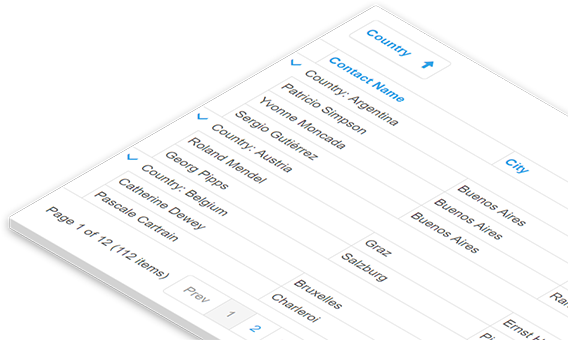 Country
Contact Name
City
Country: Argentina
Patricio Simpson Buenos Aires
Yvonne Moncada Buenos Aires
Sergio Gutiérrez Buenos Aires
Country: Austria
Roland Mendel Graz
Georg Pipps Salzburg
Country: Belgium
Catherine Dewey Bruxelles
Pascale Cartrain Charleroi
Page 1 of 12 (112 items)
Prev 1 2